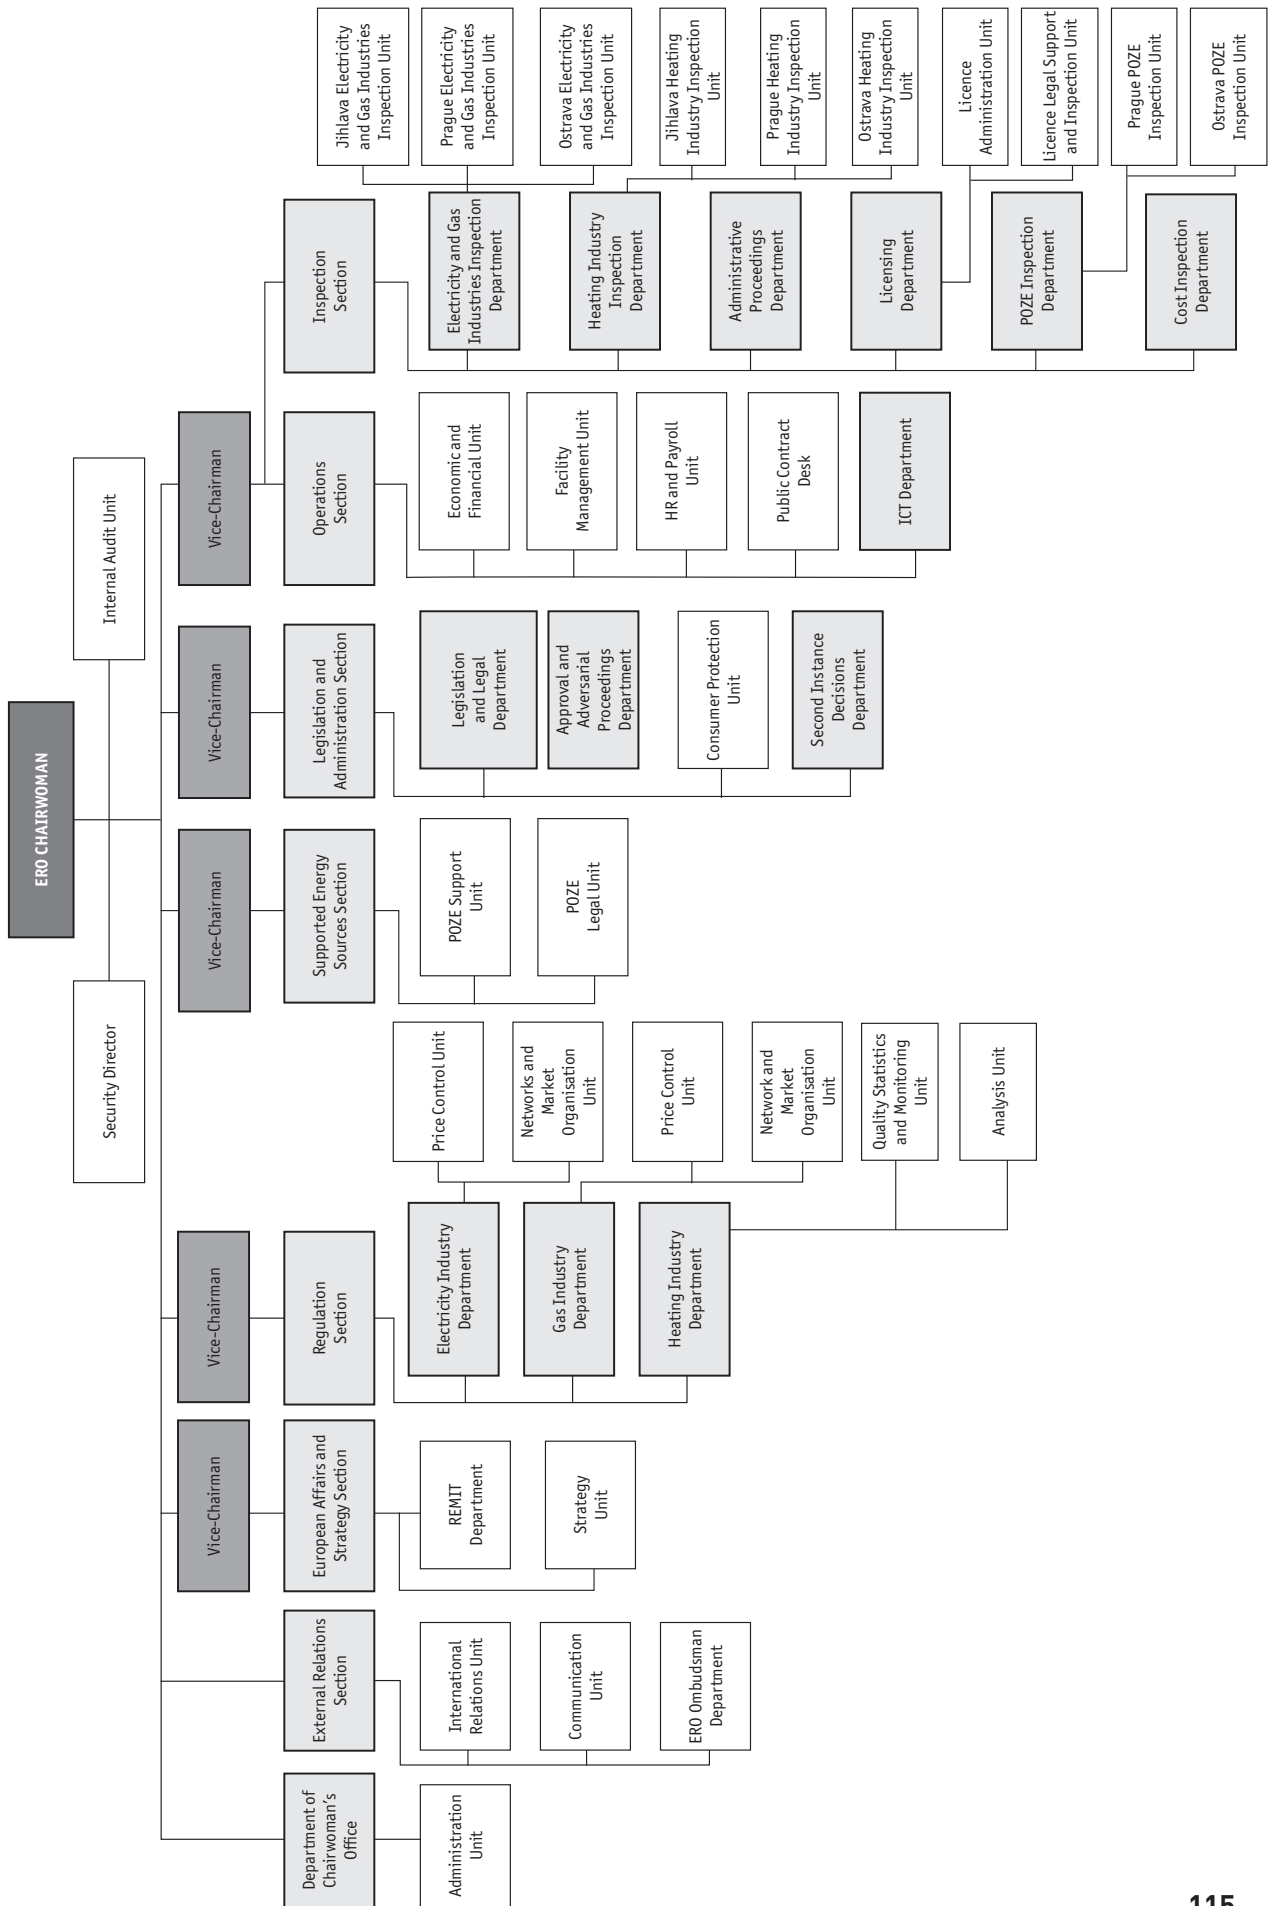 ERO CHAIRWOMAN
Security Director
Internal Audit Unit
Vice-Chairman
Vice-Chairman
Vice-Chairman
Vice-Chairman
Vice-Chairman
Department of
Chairwoman's
Office
Administration
Unit
External Relations
Section
International
Relations Unit
Communication
Unit
ERO Ombudsman
Department
European Affairs and
Strategy Section
REMIT
Department
Strategy
Unit
Regulation
Section
Electricity Industry
Department
Price Control Unit
Networks and
Market
Organisation
Unit
Gas Industry
Department
Price Control
Unit
Network and
Market
Organisation
Unit
Heating Industry
Department
Quality Statistics
and Monitoring
Unit
Analysis Unit
Supported Energy
Sources Section
POZE Support
Unit
POZE
Legal Unit
Legislation and
Administration Section
Legislation
and Legal
Department
Approval and
Adversarial
Proceedings
Department
Consumer Protection
Unit
Second Instance
Decisions
Department
Operations
Section
Economic and
Financial Unit
Facility
Management Unit
HR and Payroll
Unit
Public Contract
Desk
ICT Department
Inspection
Section
Electricity and Gas
Industries Inspection
Department
Jihlava Electricity
and Gas Industries
Inspection Unit
Prague Electricity
and Gas Industries
Inspection Unit
Ostrava Electricity
and Gas Industries
Inspection Unit
Heating Industry
Inspection
Department
Jihlava Heating
Industry Inspection
Unit
Prague Heating
Industry Inspection
Unit
Ostrava Heating
Industry Inspection
Unit
Administrative
Proceedings
Department
Licensing
Department
Licence
Administration Unit
Licence Legal Support
and Inspection Unit
POZE Inspection
Department
Prague POZE
Inspection Unit
Ostrava POZE
Inspection Unit
Cost Inspection
Department
115